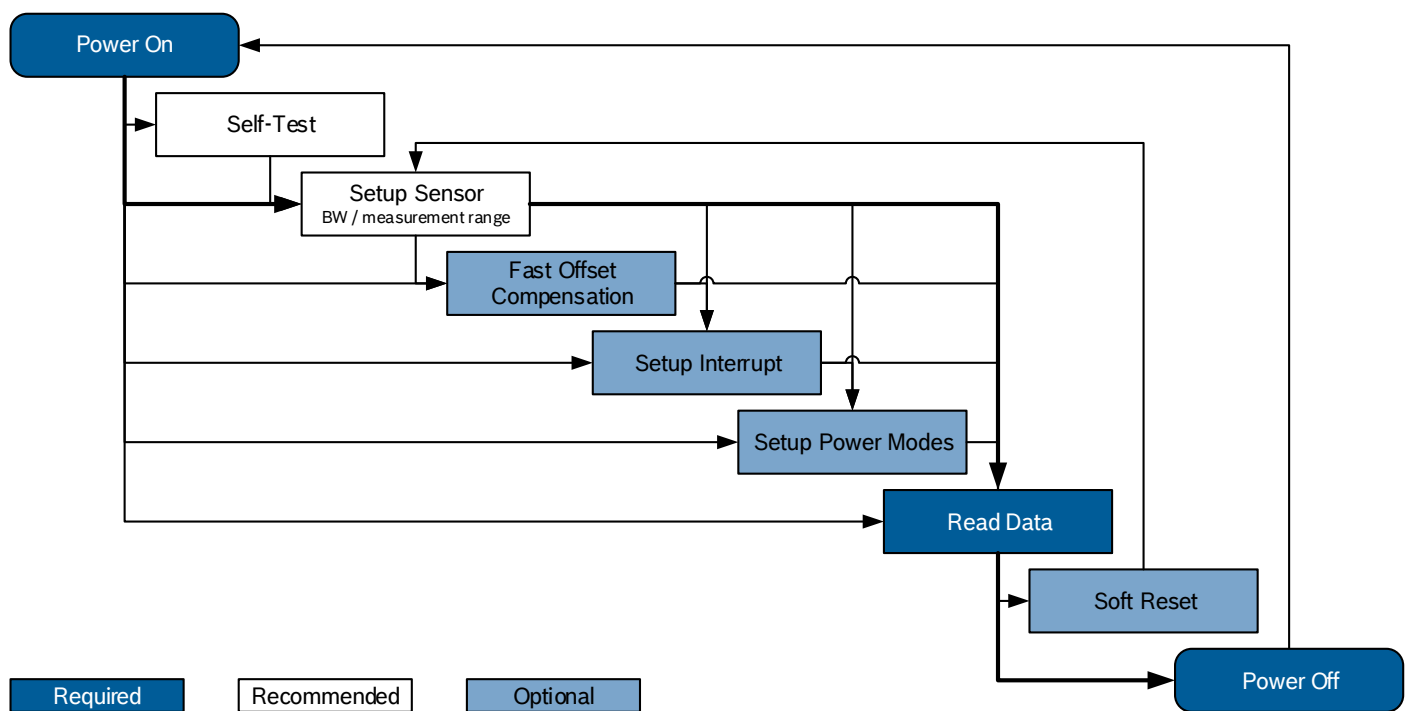 Power On
Self-Test
Setup Sensor
BW / measurement range
Fast Offset
Compensation
Setup Interrupt
Setup Power Modes
Read Data
Soft Reset
Power Off
Required
Recommended
Optional